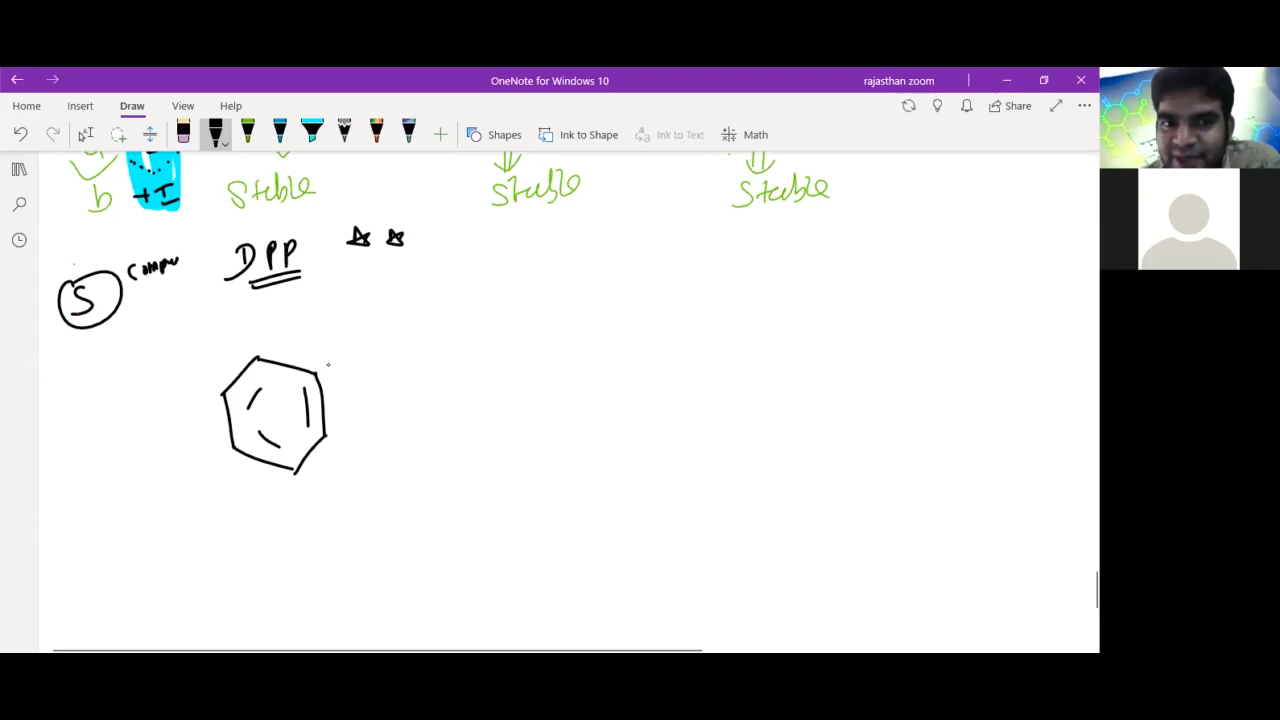 OneNote for Windows 10
rajasthan zoom
Home Insert Draw View Help
Share
Shapes Ink to Shape Ink to Text Math
b +I Stable Stable Stable
DPP
S